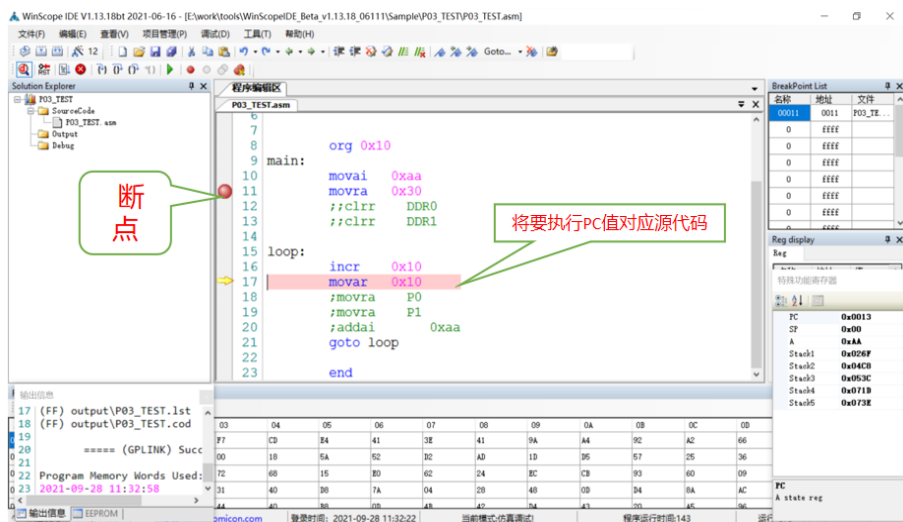 WinScope IDE V1.13.18bt 2021-06-16 - [E:\work\tools\WinScopeIDE_Beta_v1.13.18_06111\Sample\P03_TEST\P03_TEST.asm]
文件(F) 编辑(E) 查看(V) 项目管理(P) 调试(D) 工具(T) 帮助(H)
12 Goto...
RST
Solution Explorer
P03_TEST
SourceCode
P03_TEST.asm
Output
Debug
程序编辑区
P03_TEST.asm
6
7
8 org 0x10
9 main:
10 movai 0xaa
11 movra 0x30
12 ;;clrr DDR0
13 ;;clrr DDR1
14
15 loop:
16 incr 0x10
17 movar 0x10
18 ;movra P0
19 ;movra P1
20 ;addai 0xaa
21 goto loop
22
23 end
断
点
将要执行PC值对应源代码
BreakPoint List
名称 地址 文件
00011 0011 P03_TE...
0 ffff
0 ffff
0 ffff
0 ffff
0 ffff
0 ffff
Reg display
Reg
特殊功能寄存器
PC 0x0013
SP 0x00
A 0xAA
Stack1 0x026F
Stack2 0x04C8
Stack3 0x053C
Stack4 0x071D
Stack5 0x073E
PC
A state reg
输出信息
17 (FF) output\P03_TEST.lst
18 (FF) output\P03_TEST.cod
19
20 ===== (GPLINK) Succ
21
22 Program Memory Words Used:
23 2021-09-28 11:32:58
输出信息 EEPROM
03 04 05 06 07 08 09 0A 0B 0C 0D
F7 CD E4 41 3E 41 9A A4 92 A2 66
00 18 5A 52 D2 AD 1D D5 57 25 36
72 68 15 E0 62 24 EC CB 93 60 09
31 40 D8 7A 04 28 48 0D D4 8A AC
omicon.com 登录时间: 2021-09-28 11:32:22 当前模式:仿真调试! 程序运行时间:143